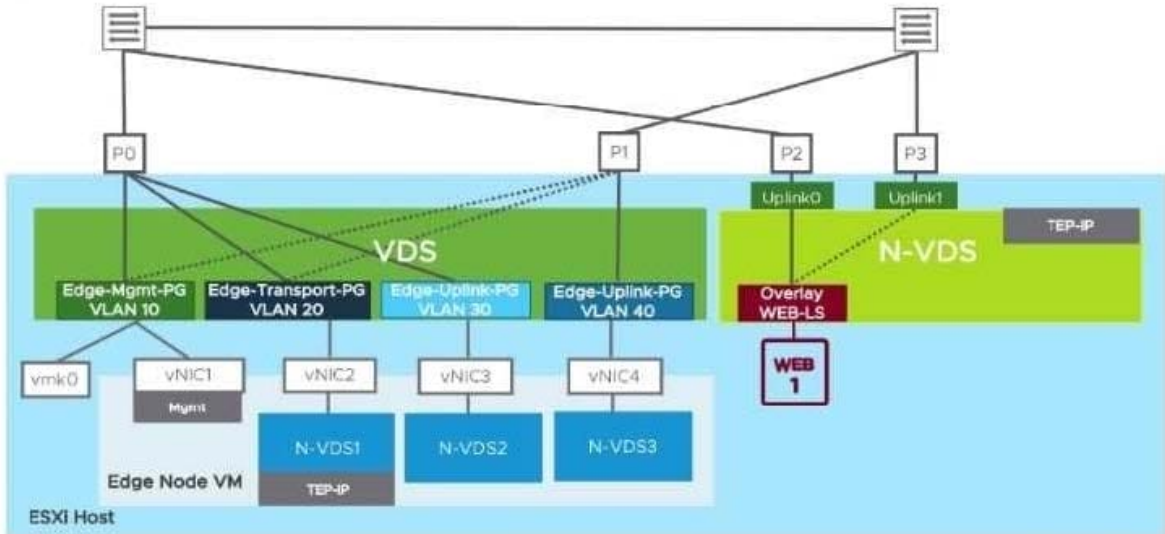 P0
P1
P2
P3
Uplink0
Uplink1
VDS
N-VDS
TEP-IP
Edge-Mgmt-PG
VLAN 10
Edge-Transport-PG
VLAN 20
Edge-Uplink-PG
VLAN 30
Edge-Uplink-PG
VLAN 40
Overlay
WEB-LS
vmk0
vNIC1
Mgmt
vNIC2
vNIC3
vNIC4
WEB
1
N-VDS1
TEP-IP
N-VDS2
N-VDS3
Edge Node VM
ESXi Host